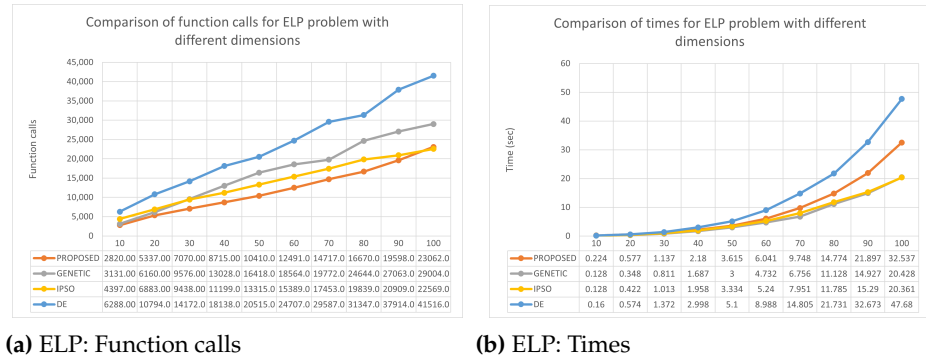 Comparison of function calls for ELP problem with
different dimensions
45,000
40,000
35,000
30,000
25,000
20,000
15,000
10,000
5,000
0
Function calls
10 20 30 40 50 60 70 80 90 100
PROPOSED 2820.00 5337.00 7070.00 8715.00 10410.0 12491.0 14717.0 16670.0 19598.0 23062.0
GENETIC 3131.00 6160.00 9576.00 13028.0 16418.0 18564.0 19772.0 24644.0 27063.0 29004.0
IPSO 4397.00 6883.00 9438.00 11199.0 13315.0 15389.0 17453.0 19839.0 20909.0 22569.0
DE 6288.00 10794.0 14172.0 18138.0 20515.0 24707.0 29587.0 31347.0 37914.0 41516.0
(a) ELP: Function calls
Comparison of times for ELP problem with different
dimensions
60
50
40
30
20
10
0
Time (sec)
10 20 30 40 50 60 70 80 90 100
PROPOSED 0.224 0.577 1.137 2.18 3.615 6.041 9.748 14.774 21.897 32.537
GENETIC 0.128 0.348 0.811 1.687 3 4.732 6.756 11.128 14.927 20.428
IPSO 0.128 0.422 1.013 1.958 3.334 5.24 7.951 11.785 15.29 20.361
DE 0.16 0.574 1.372 2.998 5.1 8.988 14.805 21.731 32.673 47.68
(b) ELP: Times